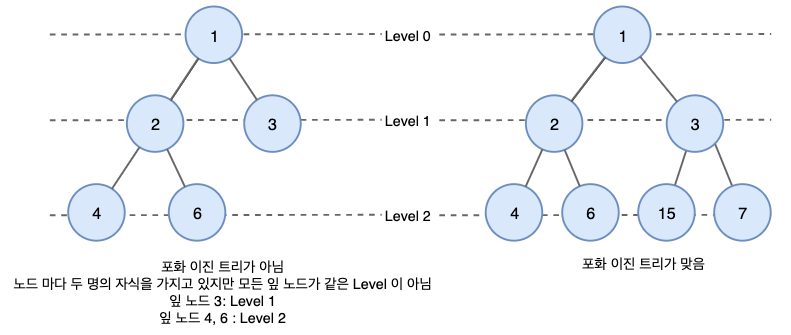 1
Level 0
1
2
3
Level 1
2
3
4
6
Level 2
4
6
15
7
포화 이진 트리가 아님
노드 마다 두 명의 자식을 가지고 있지만 모든 잎 노드가 같은 Level 이 아님
잎 노드 3: Level 1
잎 노드 4, 6 : Level 2
포화 이진 트리가 맞음